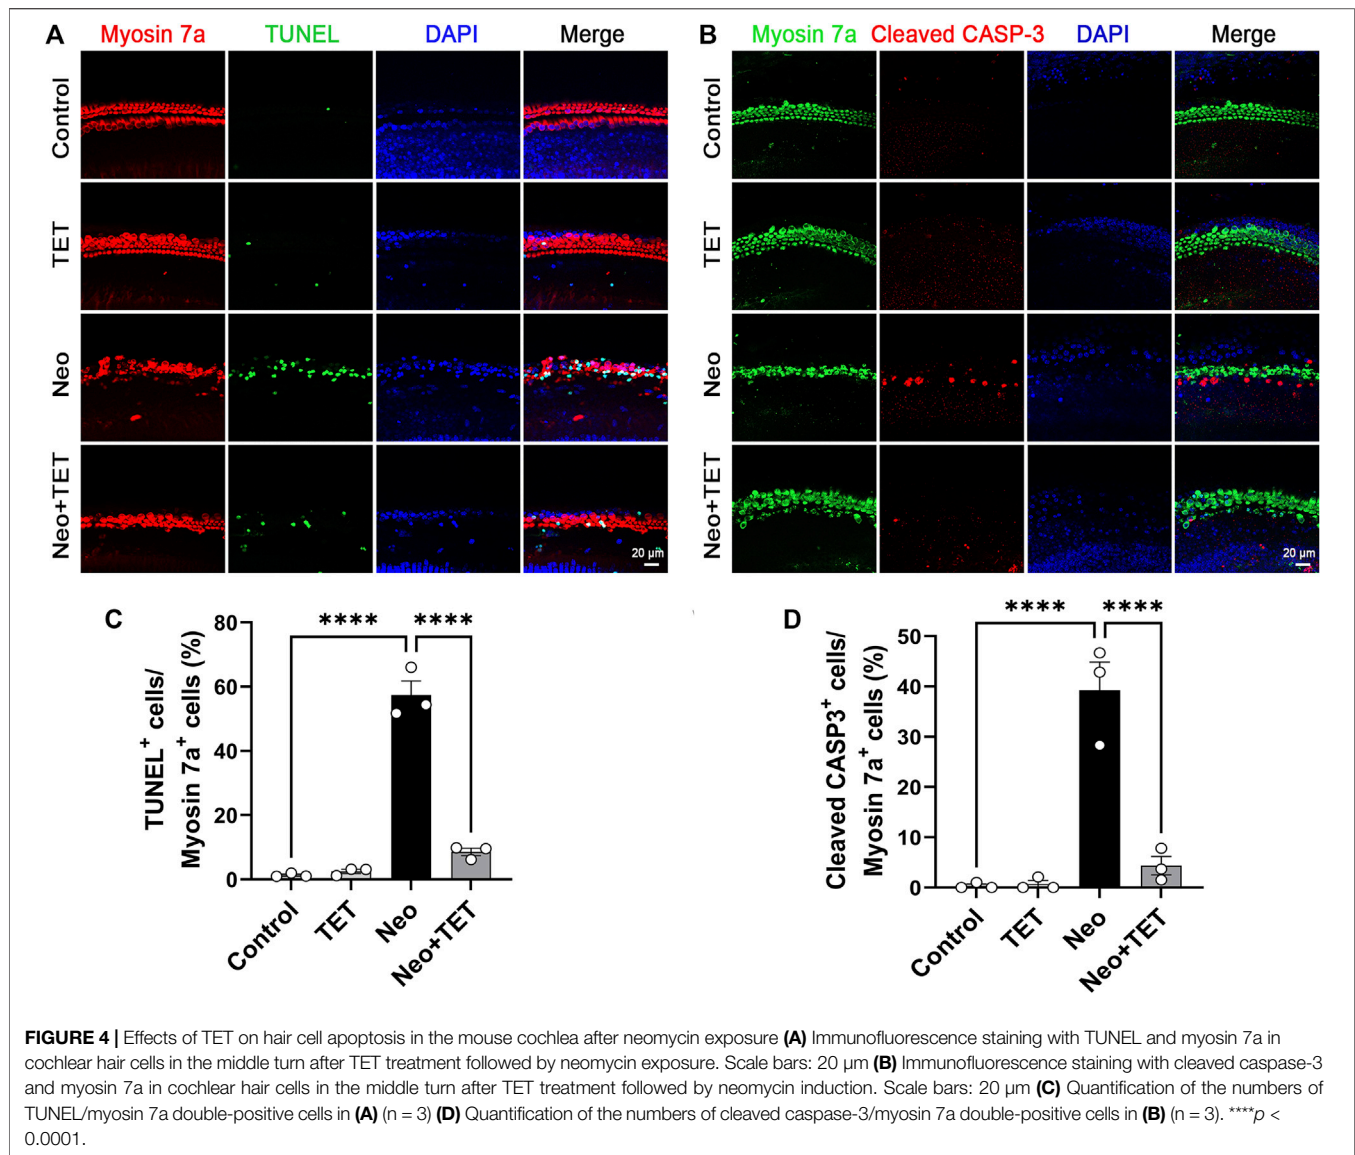 A Myosin 7a TUNEL DAPI Merge
Control
TET
Neo
Neo+TET
20 µm
B Myosin 7a Cleaved CASP-3 DAPI Merge
Control
TET
Neo
Neo+TET
20 µm
C
TUNEL+ cells/
Myosin 7a+ cells (%)
80
60
40
20
0
**** ****
Control TET Neo Neo+TET
D
Cleaved CASP3+ cells/
Myosin 7a+ cells (%)
50
40
30
20
10
0
**** ****
Control TET Neo Neo+TET
FIGURE 4 | Effects of TET on hair cell apoptosis in the mouse cochlea after neomycin exposure (A) Immunofluorescence staining with TUNEL and myosin 7a in
cochlear hair cells in the middle turn after TET treatment followed by neomycin exposure. Scale bars: 20 µm (B) Immunofluorescence staining with cleaved caspase-3
and myosin 7a in cochlear hair cells in the middle turn after TET treatment followed by neomycin induction. Scale bars: 20 µm (C) Quantification of the numbers of
TUNEL/myosin 7a double-positive cells in (A) (n = 3) (D) Quantification of the numbers of cleaved caspase-3/myosin 7a double-positive cells in (B) (n = 3). ****p <
0.0001.